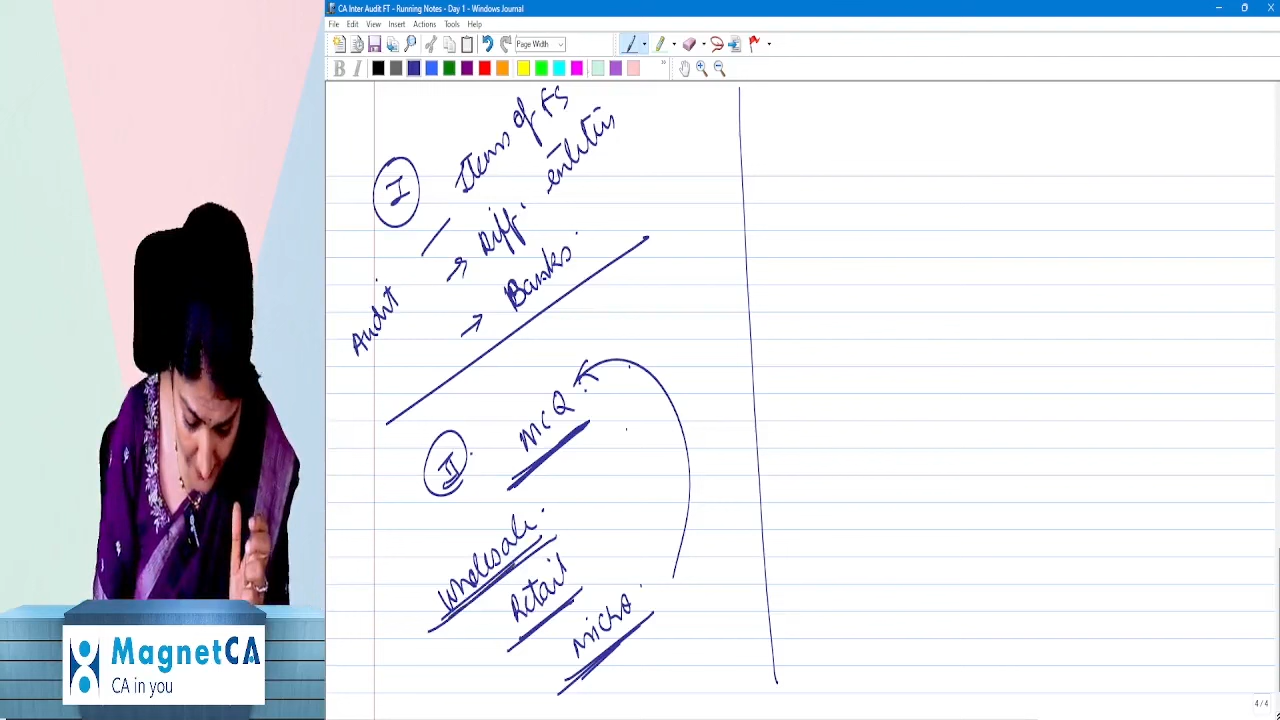 CA Inter Audit FT - Running Notes - Day 1 - Windows Journal
File Edit View Insert Actions Tools Help
Page Width
B I
I
Items of FS
Audit
→ Diff. entities
→ Banks.
II
MCQ
Wholesale.
Retail
Micro.
MagnetCA
CA in you
4/4